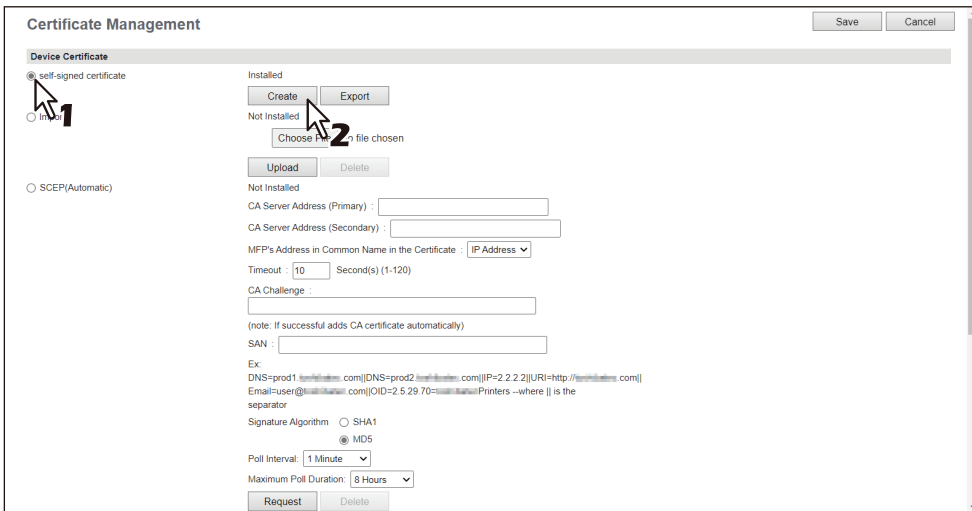 Certificate Management
Save Cancel
Device Certificate
self-signed certificate Installed
Create Export
1
Import Not Installed
2
Choose file chosen
Upload Delete
SCEP(Automatic) Not Installed
CA Server Address (Primary) :
CA Server Address (Secondary) :
MFP's Address in Common Name in the Certificate : IP Address
Timeout : 10 Second(s) (1-120)
CA Challenge :
(note: If successful adds CA certificate automatically)
SAN :
Ex:
DNS=prod1. .com||DNS=prod2. .com||IP=2.2.2.2||URI=http:// .com||
Email=user@ .com||OID=2.5.29.70= Printers --where || is the
separator
Signature Algorithm SHA1
MD5
Poll Interval: 1 Minute
Maximum Poll Duration: 8 Hours
Request Delete